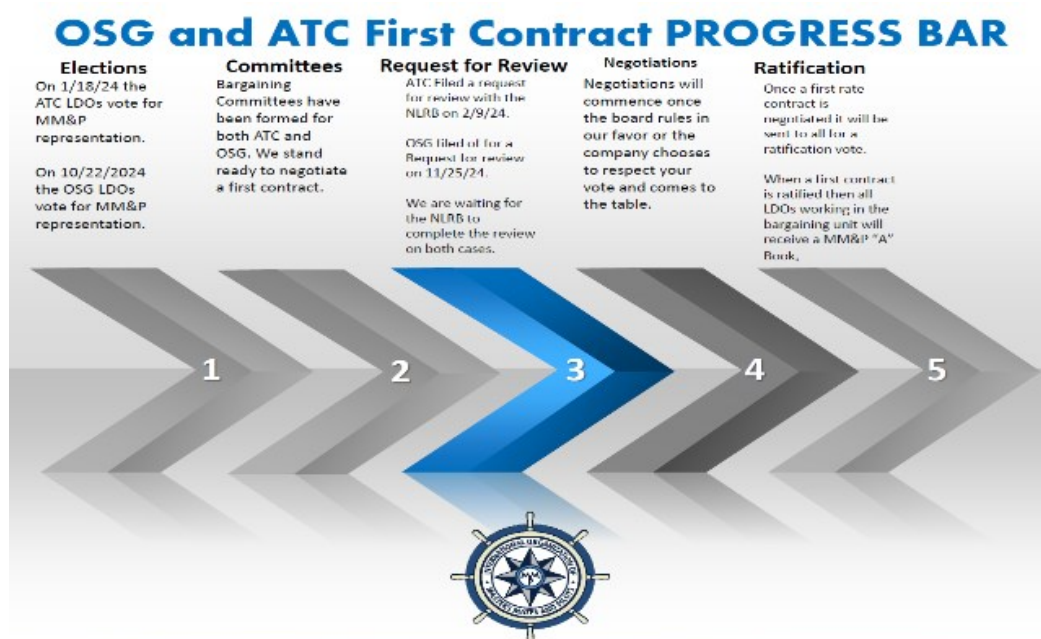 OSG and ATC First Contract PROGRESS BAR
Elections
On 1/18/24 the
ATC LDOs vote for
MM&P
representation.
On 10/22/2024
the OSG LDOs
vote for MM&P
representation.
Committees
Bargaining
Committees have
been formed for
both ATC and
OSG. We stand
ready to negotiate
a first contract.
Request for Review
ATC Filed a request
for review with the
NLRB on 2/9/24.
OSG filed of for a
Request for review
on 11/25/24.
We are waiting for
the NLRB to
complete the review
on both cases.
Negotiations
Negotiations will
commence once
the board rules in
our favor or the
company chooses
to respect your
vote and comes to
the table.
Ratification
Once a first rate
contract is
negotiated it will be
sent to all for a
ratification vote.
When a first contract
is ratified then all
LDOs working in the
bargaining unit will
receive a MM&P "A"
Book.
1
2
3
4
5
INTERNATIONAL ORGANIZATION OF
MASTERS MATES AND PILOTS